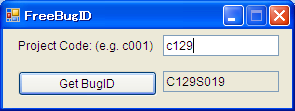 FreeBugID
Project Code: (e.g. c001) c129
Get BugID C129S019